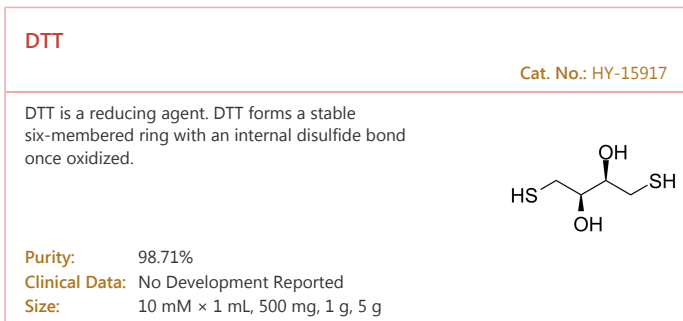 DTT
Cat. No.: HY-15917
DTT is a reducing agent. DTT forms a stable
six-membered ring with an internal disulfide bond
once oxidized.
OH
HS
SH
OH
Purity: 98.71%
Clinical Data: No Development Reported
Size: 10 mM × 1 mL, 500 mg, 1 g, 5 g